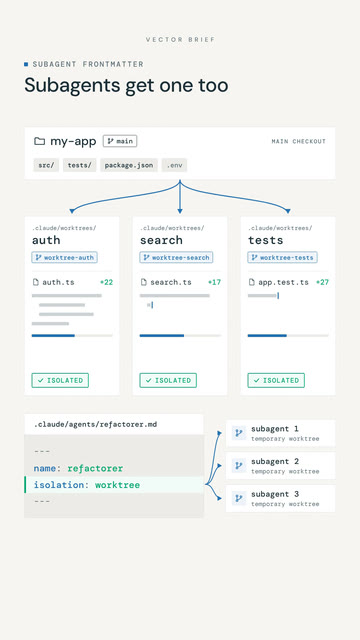 VECTOR BRIEF
SUBAGENT FRONTMATTER
Subagents get one too
my-app
main
MAIN CHECKOUT
src/ tests/ package.json .env
.claude/worktrees/
auth
worktree-auth
auth.ts +22
ISOLATED
.claude/worktrees/
search
worktree-search
search.ts +17
ISOLATED
.claude/worktrees/
tests
worktree-tests
app.test.ts +27
ISOLATED
.claude/agents/refactorer.md
---
name: refactorer
isolation: worktree
---
subagent 1
temporary worktree
subagent 2
temporary worktree
subagent 3
temporary worktree